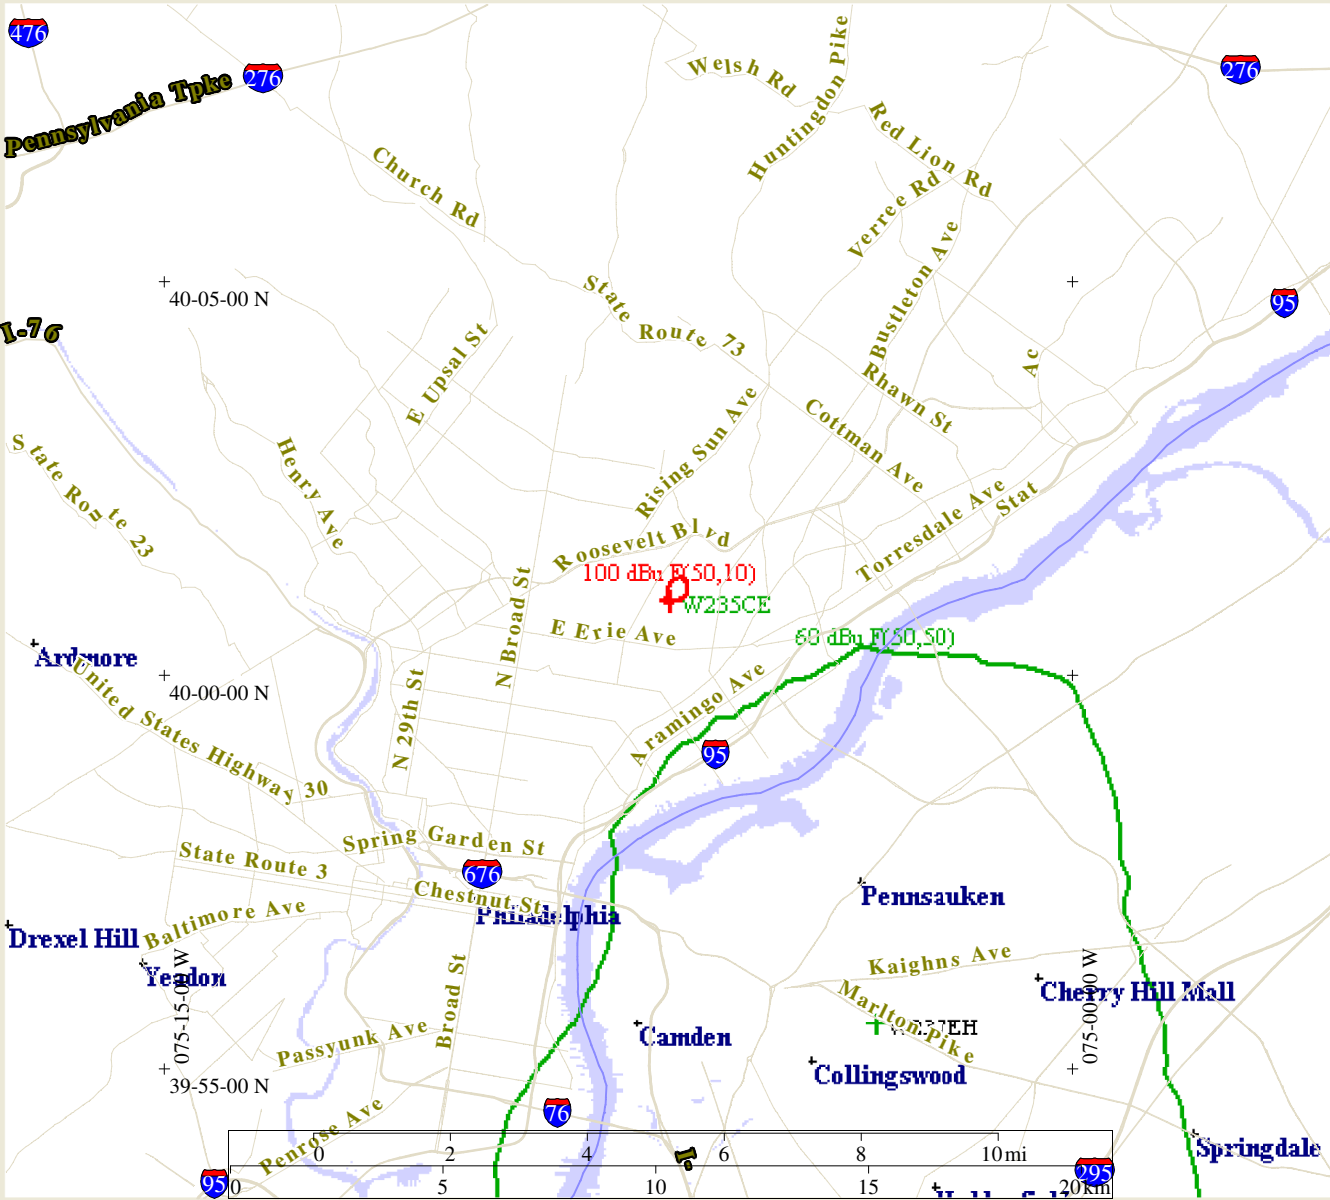 476
276
276
Pennsylvania Tpke
Welsh Rd
Huntingdon Pike
Red Lion Rd
Church Rd
Verree Rd
Bustleton Ave
40-05-00 N
State Route 73
95
I-76
E Upsal St
Ac
Rhawn St
Rising Sun Ave
Cottman Ave
State Route 23
Henry Ave
Torresdale Ave
Stat
Roosevelt Blvd
100 dBu F(50,10)
W235CE
N Broad St
E Erie Ave
60 dBu F(50,50)
Ardmore
40-00-00 N
United States Highway 30
N 29th St
Aramingo Ave
95
Spring Garden St
State Route 3
676
Chestnut St
Philadelphia
Pennsauken
Baltimore Ave
Drexel Hill
Yeadon
075-15-00 W
Broad St
Kaighns Ave
075-00-00 W
Cherry Hill Mall
Marlton Pike
Camden
Passyunk Ave
Collingswood
39-55-00 N
76
Penrose Ave
0 2 4 6 8 10mi
I-
Springdale
95
295
0 5 10 15 20km